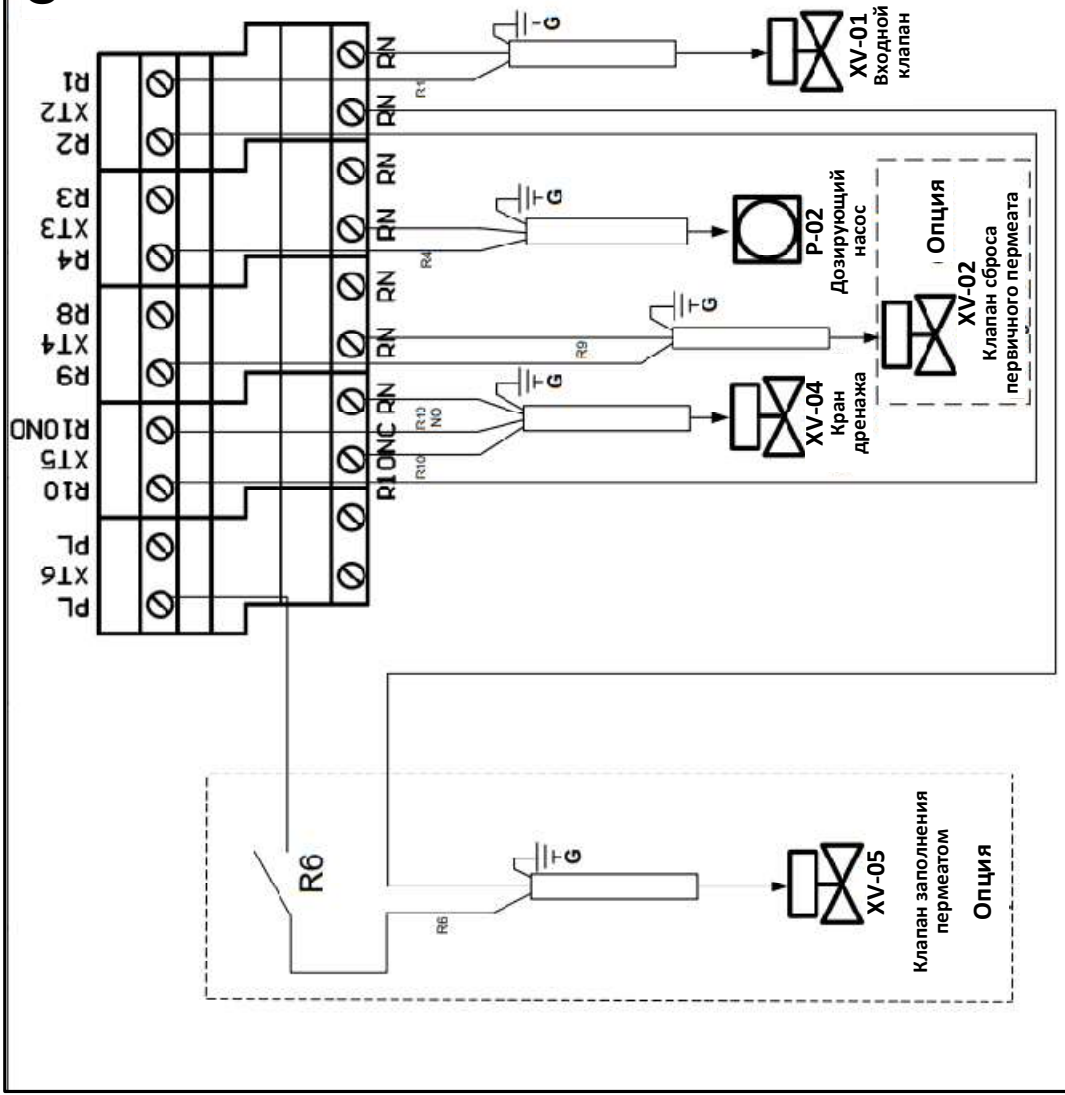 R1
XT2
R2
R3
XT3
R4
R8
XT4
R9
R10NO
XT5
R10
PL
XT6
PL
RN
RN
RN
RN
RN
RN
RN
R10NC
R1
G
XV-01
Входной
клапан
R4
G
P-02
Дозирующий
насос
R9
G
Опция
XV-02
Клапан сброса
первичного пермеата
R10
NO
R10
G
XV-04
Кран
дренажа
R6
R6
G
XV-05
Клапан заполнения
пермеатом
Опция